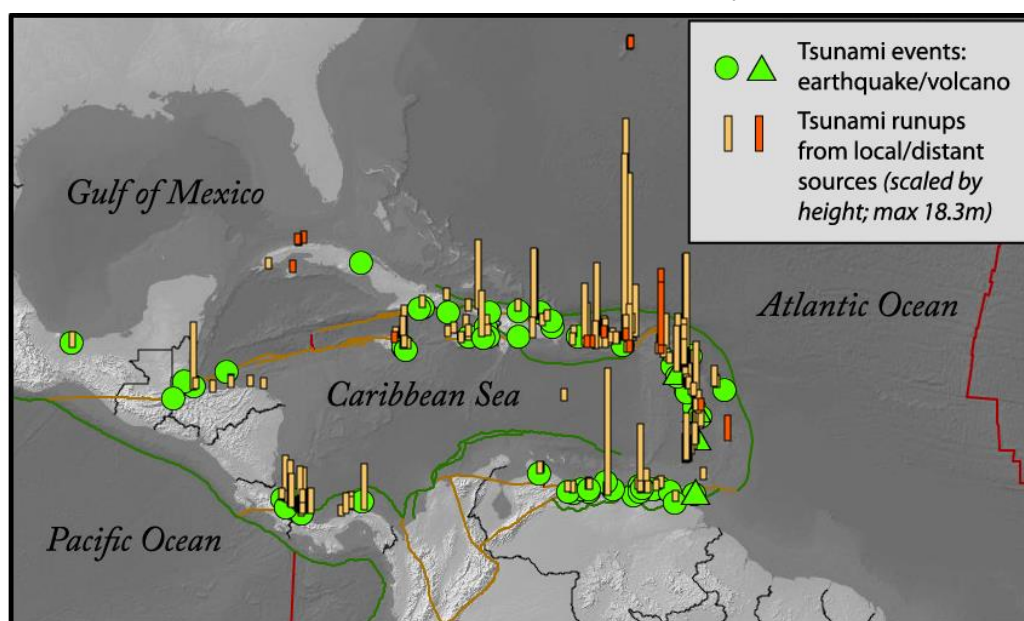 Tsunami events:
earthquake/volcano
Tsunami runups
from local/distant
sources (scaled by
height; max 18.3m)
Gulf of Mexico
Atlantic Ocean
Caribbean Sea
Pacific Ocean